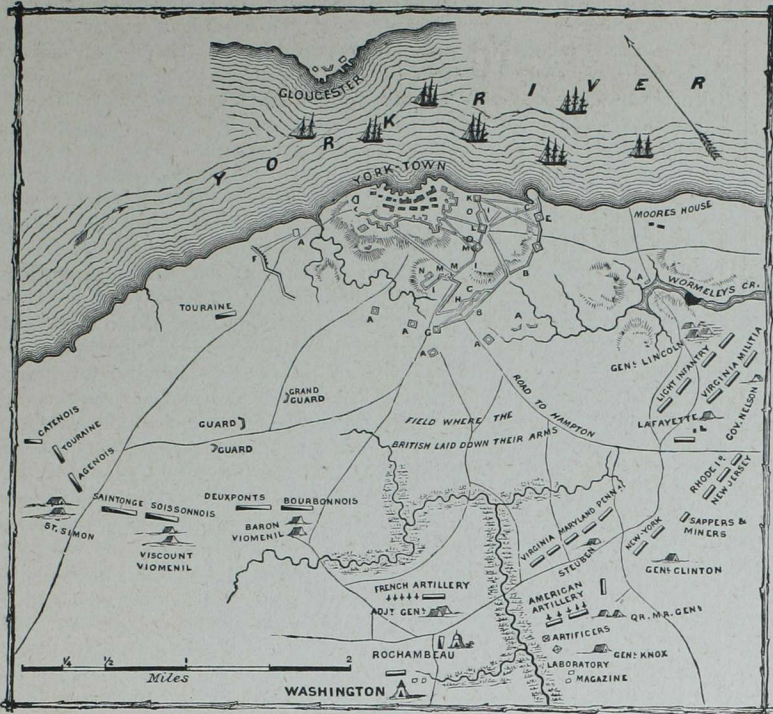 GLOUCESTER
YORK RIVER
YORK-TOWN
MOORES HOUSE
WORMELEYS CR.
TOURAINE
GRAND
GUARD
GUARD
GUARD
FIELD WHERE THE
BRITISH LAID DOWN THEIR ARMS
ROAD TO HAMPTON
GENL LINCOLN
LIGHT INFANTRY
VIRGINIA MILITIA
LAFAYETTE
GOV. NELSON
CATENOIS
TOURAINE
AGENOIS
ST. SIMON
SAINTONGE
SOISSONNOIS
VISCOUNT
VIOMENIL
DEUXPONTS
BOURBONNOIS
BARON
VIOMENIL
RHODE ID
NEW JERSEY
SAPPERS &
MINERS
NEW-YORK
GENL CLINTON
VIRGINIA
MARYLAND
PENN.
STEUBEN
FRENCH ARTILLERY
ADJT GENL
AMERICAN
ARTILLERY
QR. MR. GENL
ARTIFICERS
GENL KNOX
LABORATORY
MAGAZINE
ROCHAMBEAU
WASHINGTON
1/4 1/2 1 2
Miles
A
F
K
O
I
L
O
M
E
B
N
M
M
I
C
H
B
G
A
A
A
A
A
A